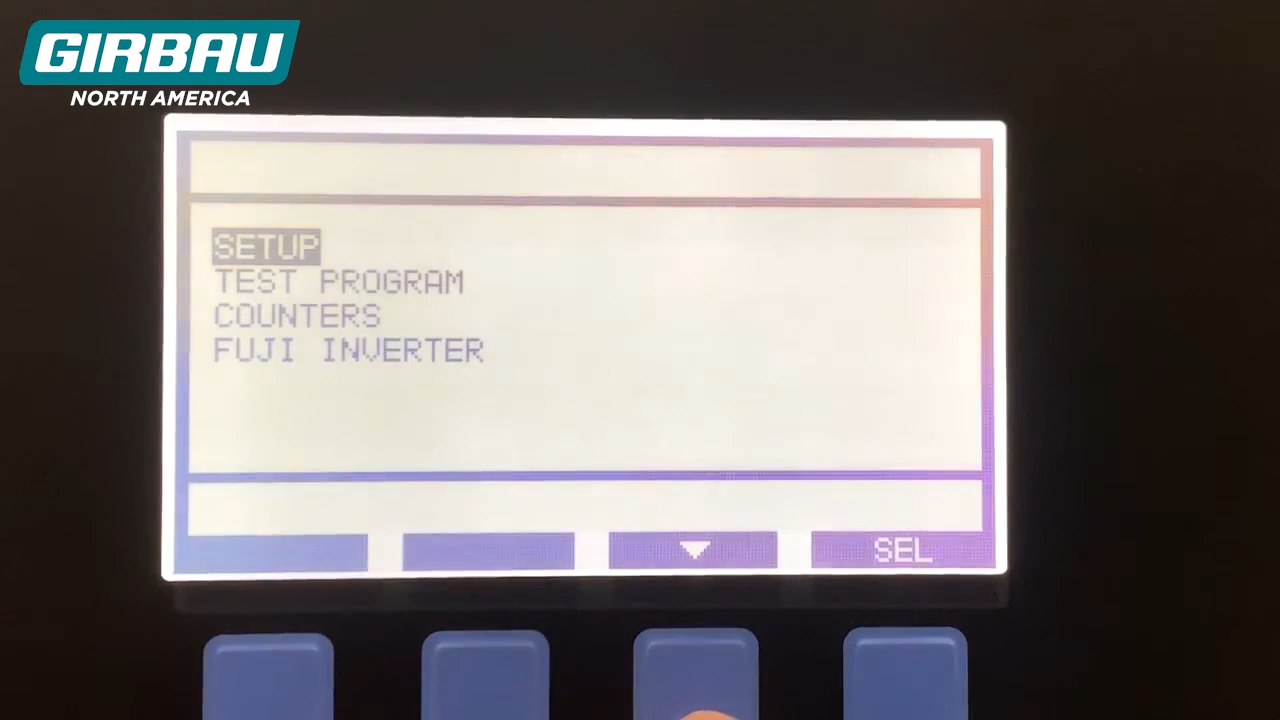 GIRBAU
NORTH AMERICA
SETUP
TEST PROGRAM
COUNTERS
FUJI INVERTER
SEL